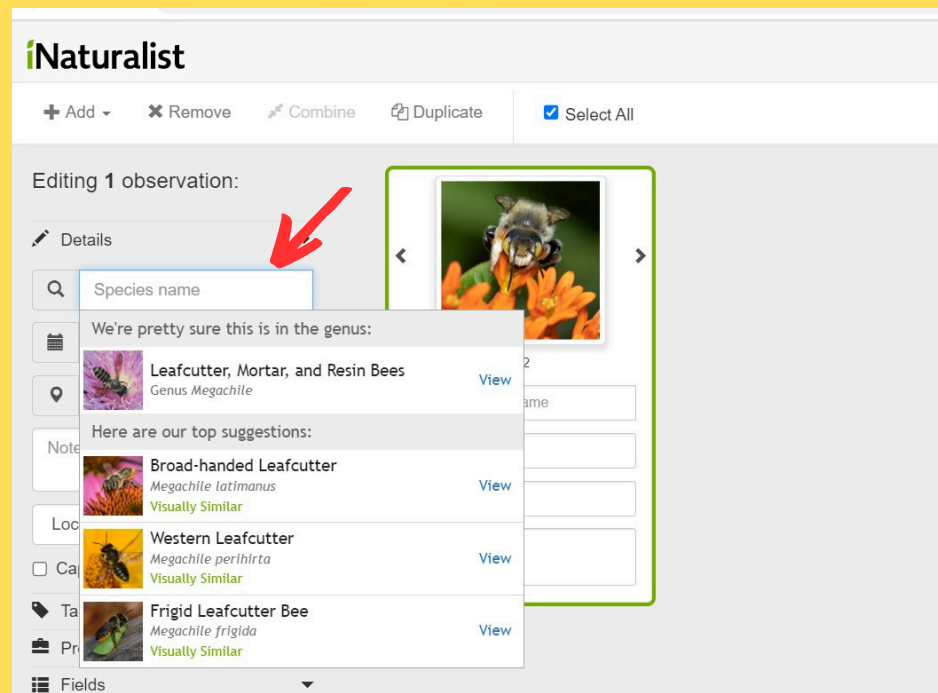 iNaturalist
Add
Remove
Combine
Duplicate
Select All
Editing 1 observation:
Details
Species name
We're pretty sure this is in the genus:
Leafcutter, Mortar, and Resin Bees
Genus Megachile
View
Here are our top suggestions:
Broad-handed Leafcutter
Megachile latimanus
Visually Similar
View
Western Leafcutter
Megachile perihirta
Visually Similar
View
Frigid Leafcutter Bee
Megachile frigida
Visually Similar
View
Fields